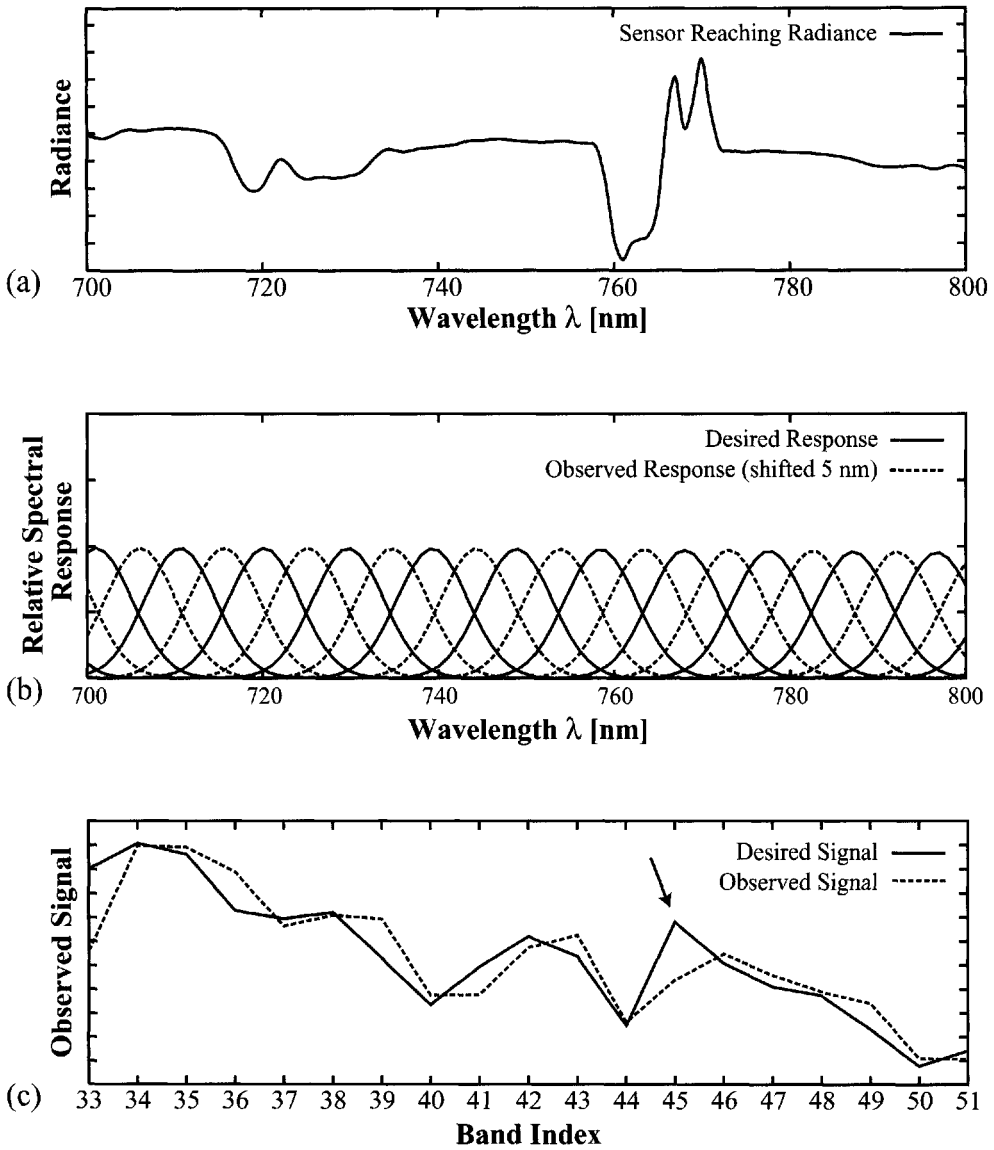 Sensor Reaching Radiance
Radiance
(a)
700 720 740 760 780 800
Wavelength λ [nm]
Desired Response
Observed Response (shifted 5 nm)
Relative Spectral
Response
(b)
700 720 740 760 780 800
Wavelength λ [nm]
Desired Signal
Observed Signal
Observed Signal
(c)
33 34 35 36 37 38 39 40 41 42 43 44 45 46 47 48 49 50 51
Band Index